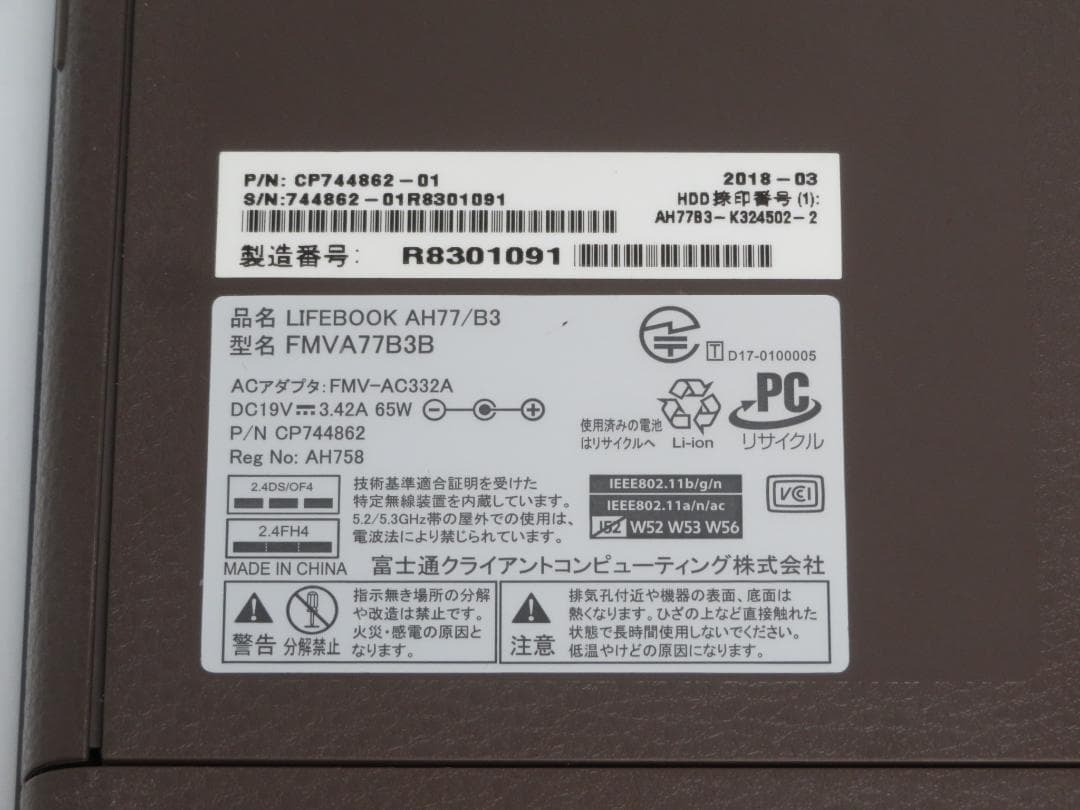 P/N: CP744862-01
2018-03
S/N:744862-01R8301091
HDD捺印番号(1):
AH77B3-K324502-2
製造番号: R8301091
品名 LIFEBOOK AH77/B3
型名 FMVA77B3B
T D17-0100005
ACアダプタ:FMV-AC332A
DC19V 3.42A 65W
P/N CP744862
Reg No: AH758
使用済みの電池
はリサイクルへ
Li-ion
PC
リサイクル
2.4DS/OF4
2.4FH4
技術基準適合証明を受けた
特定無線装置を内蔵しています。
5.2/5.3GHz帯の屋外での使用は、
電波法により禁じられています。
IEEE802.11b/g/n
IEEE802.11a/n/ac
J52 W52 W53 W56
VCI
MADE IN CHINA
富士通クライアントコンピューティング株式会社
警告
分解禁止
指示無き場所の分解
や改造は禁止です。
火災・感電の原因と
なります。
注意
排気孔付近や機器の表面、底面は
熱くなります。ひざの上など直接触れた
状態で長時間使用しないでください。
低温やけどの原因になります。